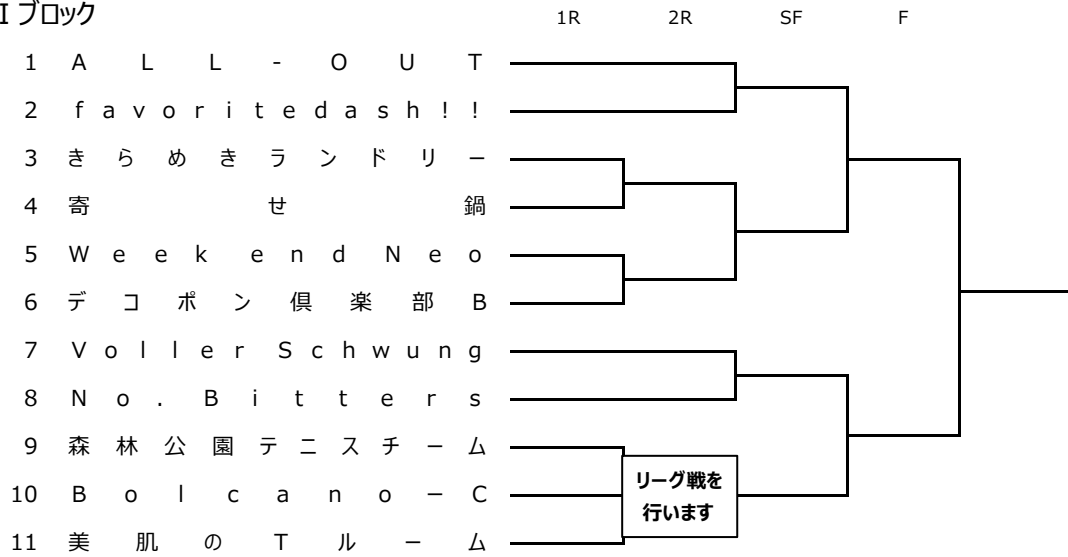 I ブロック
1R 2R SF F
1 ALL-OUT
2 favoritedash!!
3 きらめきランドリー
4 寄せ鍋
5 Week end Neo
6 デコポン倶楽部B
7 Voller Schwung
8 No.Bitters
9 森林公園テニスチーム
10 Bolcano-C
11 美肌のTルーム
リーグ戦を
行います